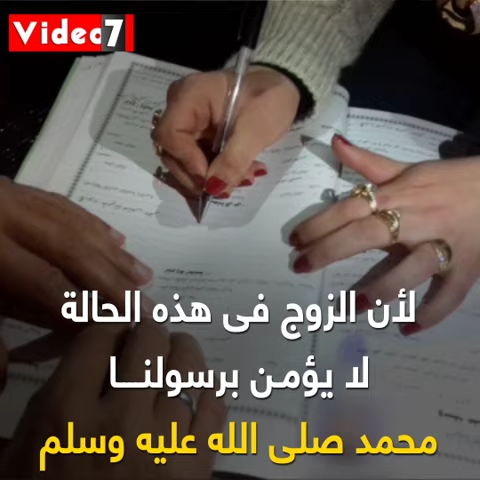 Video7
لأن الزوج فى هذه الحالة
لا يؤمن برسولنـــا
محمد صلى الله عليه وسلم